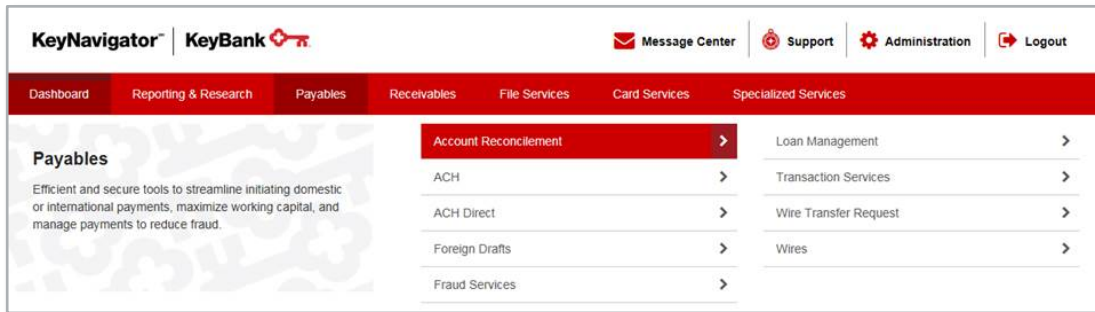 KeyNavigator™ | KeyBank
Message Center
Support
Administration
Logout
Dashboard
Reporting & Research
Payables
Receivables
File Services
Card Services
Specialized Services
Payables
Efficient and secure tools to streamline initiating domestic
or international payments, maximize working capital, and
manage payments to reduce fraud.
Account Reconcilement
ACH
ACH Direct
Foreign Drafts
Fraud Services
Loan Management
Transaction Services
Wire Transfer Request
Wires